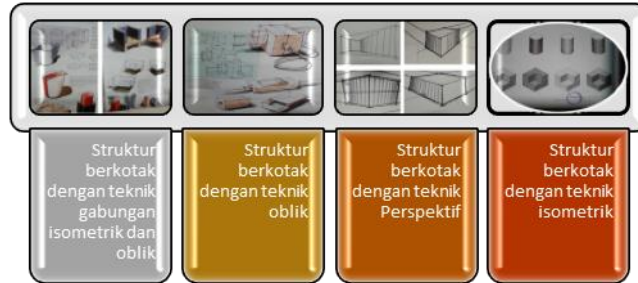 Struktur
berkotak
dengan teknik
gabungan
isometrik dan
oblik
Struktur
berkotak
dengan teknik
oblik
Struktur
berkotak
dengan teknik
Perspektif
Struktur
berkotak
dengan teknik
isometrik